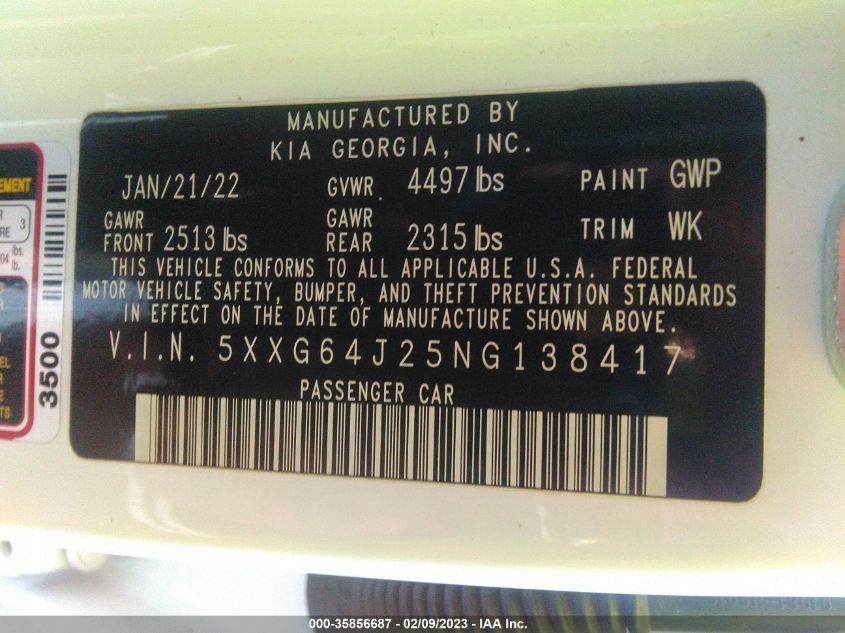 MANUFACTURED BY
KIA GEORGIA, INC.
JAN/21/22 GVWR 4497 lbs PAINT GWP
GAWR FRONT 2513 lbs GAWR REAR 2315 lbs TRIM WK
THIS VEHICLE CONFORMS TO ALL APPLICABLE U.S.A. FEDERAL
MOTOR VEHICLE SAFETY, BUMPER, AND THEFT PREVENTION STANDARDS
IN EFFECT ON THE DATE OF MANUFACTURE SHOWN ABOVE.
V.I.N. 5XXG64J25NG138417
PASSENGER CAR
3500
3
lbs.
lb.
000-35856687 - 02/09/2023 - IAA Inc.